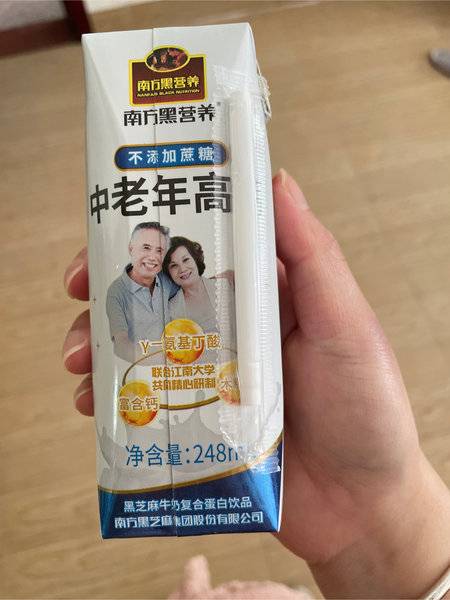 南方黑营养
NANFANG BLACK NUTRITION
南方黑营养
不添加蔗糖
中老年高
γ-氨基丁酸
联合江南大学
共同精心研制
木
富含钙
净含量:248m
黑芝麻牛奶复合蛋白饮品
南方黑芝麻集团股份有限公司